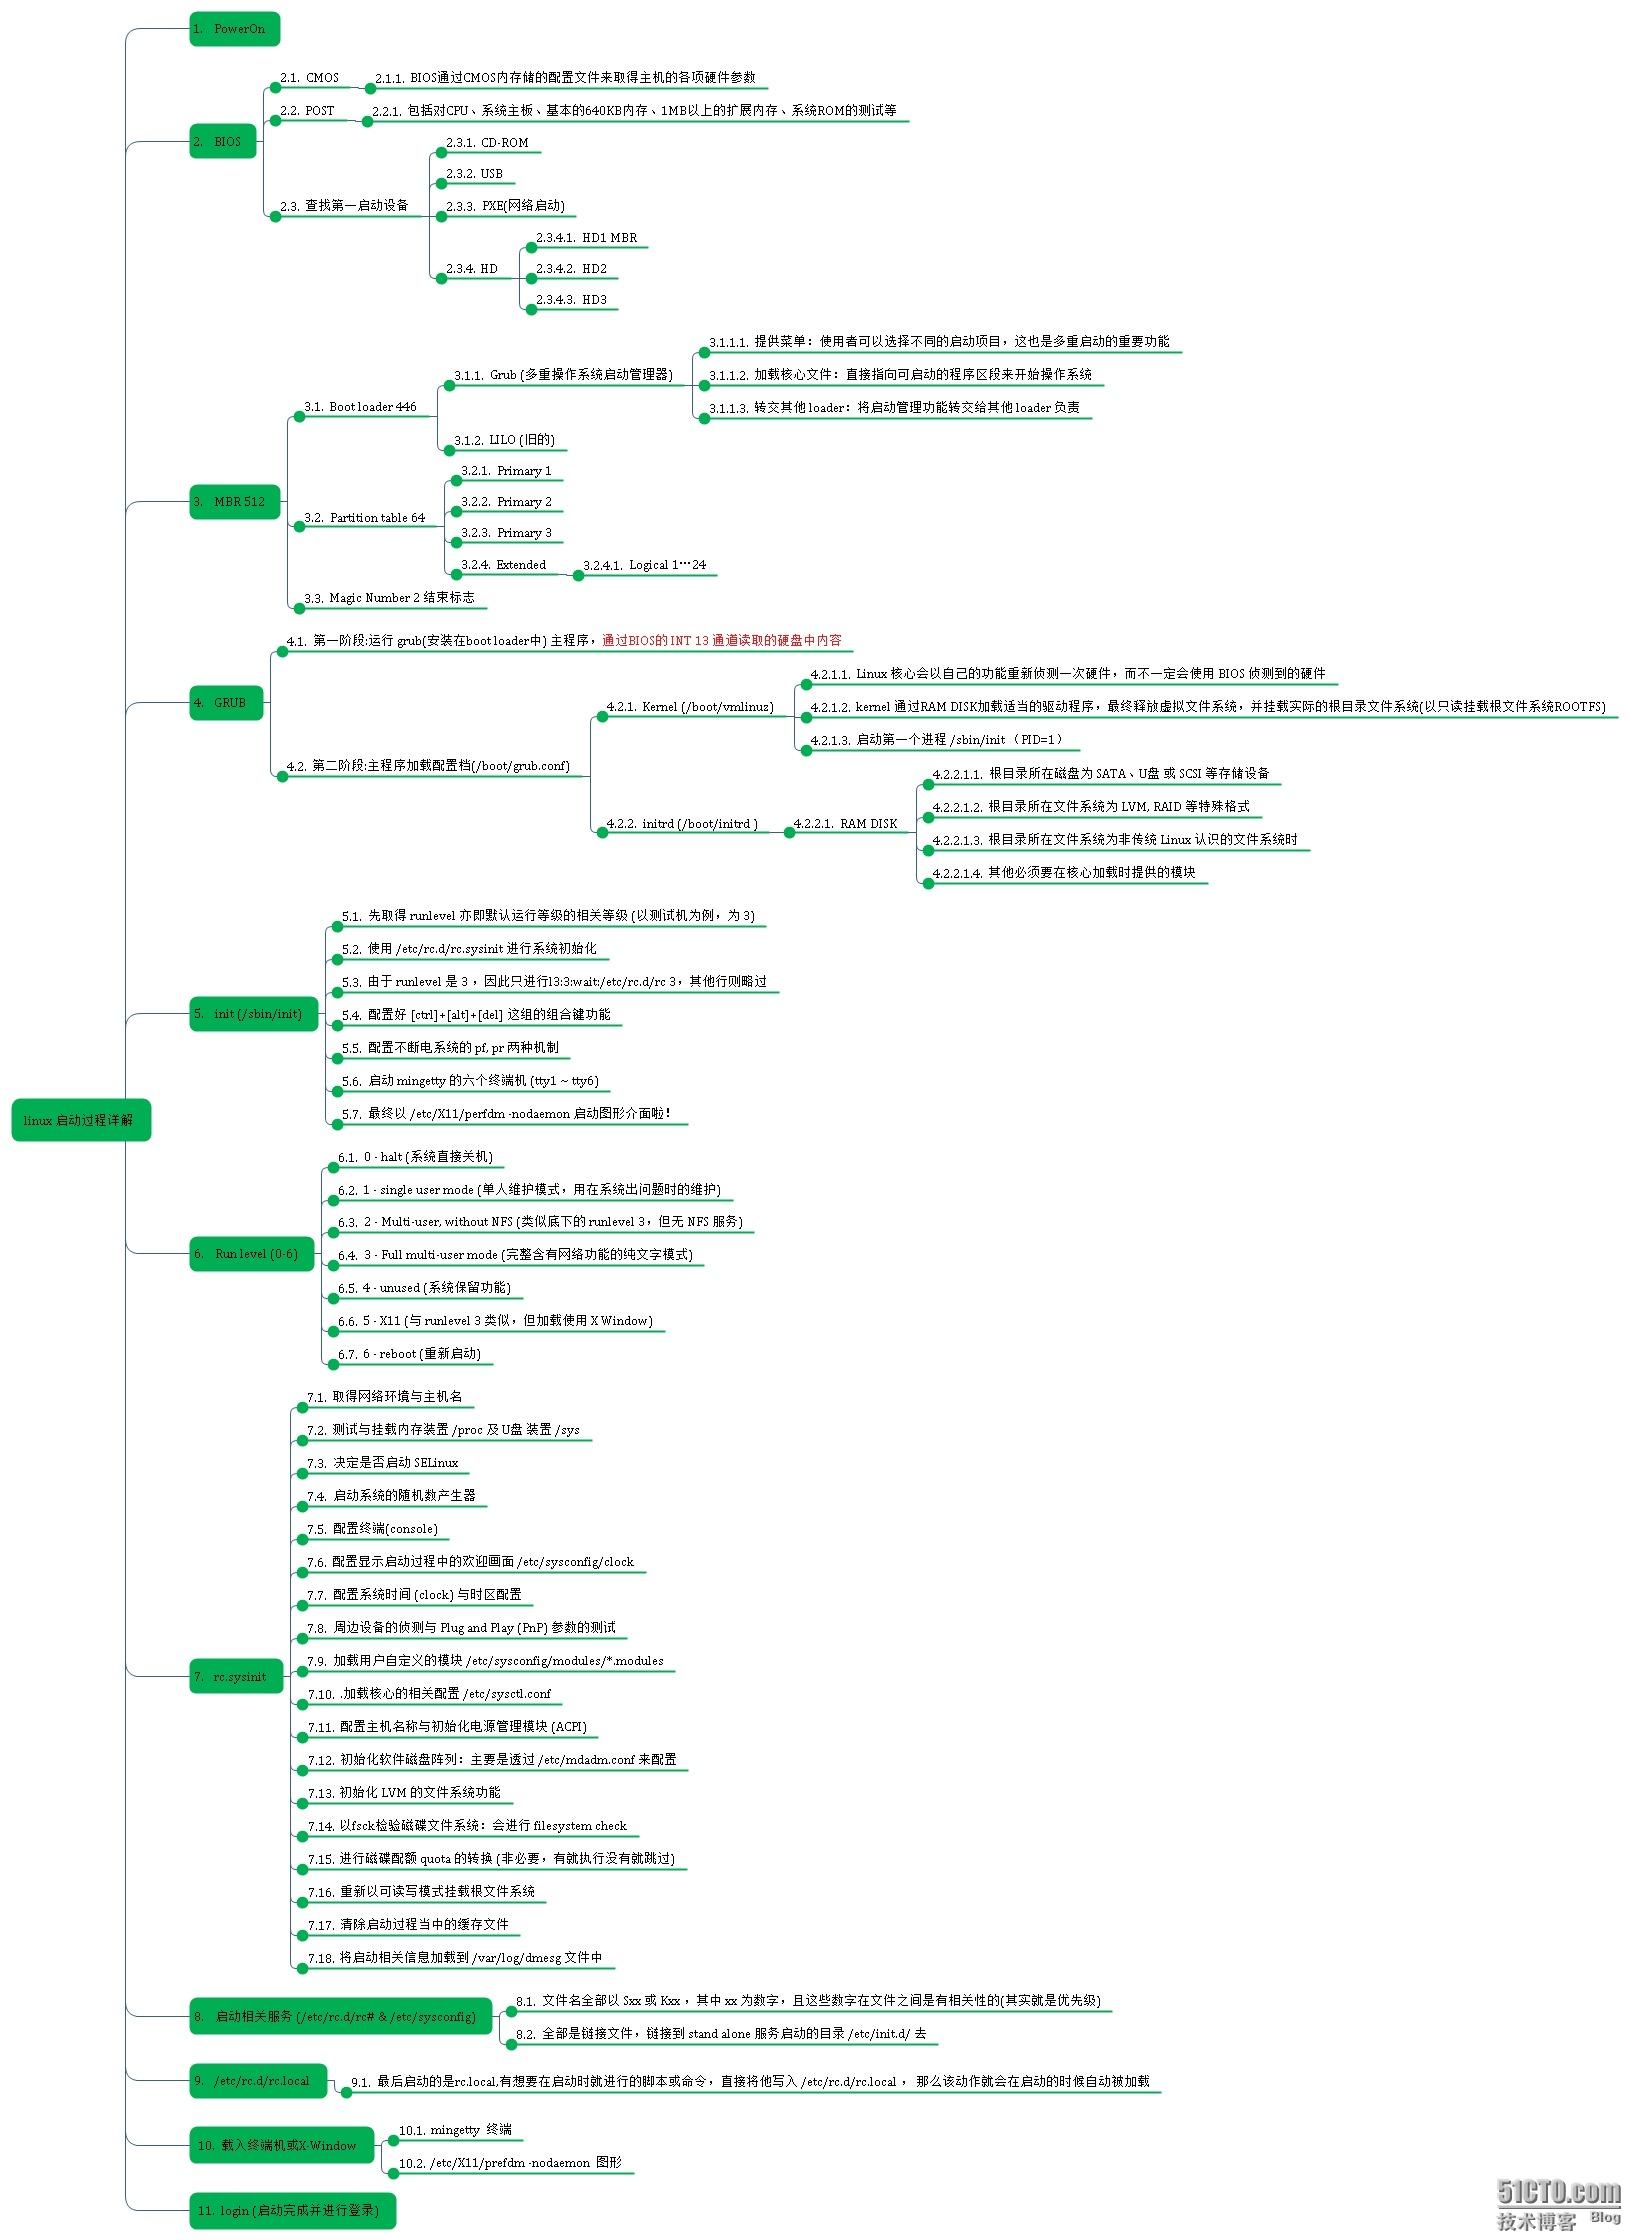 linux 启动过程详解
1. PowerOn
2. BIOS
2.1. CMOS
2.1.1. BIOS通过CMOS内存储的配置文件来取得主机的各项硬件参数
2.2. POST
2.2.1. 包括对CPU、系统主板、基本的640KB内存、1MB以上的扩展内存、系统ROM的测试等
2.3. 查找第一启动设备
2.3.1. CD-ROM
2.3.2. USB
2.3.3. PXE(网络启动)
2.3.4. HD
2.3.4.1. HD1 MBR
2.3.4.2. HD2
2.3.4.3. HD3
3. MBR 512
3.1. Boot loader 446
3.1.1. Grub (多重操作系统启动管理器)
3.1.1.1. 提供菜单：使用者可以选择不同的启动项目，这也是多重启动的重要功能
3.1.1.2. 加载核心文件：直接指向可启动的程序区段来开始操作系统
3.1.1.3. 转交其他 loader：将启动管理功能转交给其他 loader 负责
3.1.2. LILO (旧的)
3.2. Partition table 64
3.2.1. Primary 1
3.2.2. Primary 2
3.2.3. Primary 3
3.2.4. Extended
3.2.4.1. Logical 1…24
3.3. Magic Number 2 结束标志
4. GRUB
4.1. 第一阶段:运行 grub(安装在boot loader中) 主程序，通过BIOS的 INT 13 通道读取的硬盘中内容
4.2. 第二阶段:主程序加载配置档(/boot/grub.conf)
4.2.1. Kernel (/boot/vmlinuz)
4.2.1.1. Linux 核心会以自己的功能重新侦测一次硬件，而不一定会使用 BIOS 侦测到的硬件
4.2.1.2. kernel 通过RAM DISK加载适当的驱动程序，最终释放虚拟文件系统，并挂载实际的根目录文件系统(以只读挂载根文件系统ROOTFS)
4.2.1.3. 启动第一个进程 /sbin/init（PID=1）
4.2.2. initrd (/boot/initrd )
4.2.2.1. RAM DISK
4.2.2.1.1. 根目录所在磁盘为 SATA、U盘 或 SCSI 等存储设备
4.2.2.1.2. 根目录所在文件系统为 LVM, RAID 等特殊格式
4.2.2.1.3. 根目录所在文件系统为非传统 Linux 认识的文件系统时
4.2.2.1.4. 其他必须要在核心加载时提供的模块
5. init (/sbin/init)
5.1. 先取得 runlevel 亦即默认运行等级的相关等级 (以测试机为例，为 3)
5.2. 使用 /etc/rc.d/rc.sysinit 进行系统初始化
5.3. 由于 runlevel 是 3 ，因此只进行l3:3:wait:/etc/rc.d/rc 3，其他行则略过
5.4. 配置好 [ctrl]+[alt]+[del] 这组的组合键功能
5.5. 配置不断电系统的 pf, pr 两种机制
5.6. 启动 mingetty 的六个终端机 (tty1 ~ tty6)
5.7. 最终以 /etc/X11/perfdm -nodaemon 启动图形介面啦！
6. Run level (0-6)
6.1. 0 - halt (系统直接关机)
6.2. 1 - single user mode (单人维护模式，用在系统出问题时的维护)
6.3. 2 - Multi-user, without NFS (类似底下的 runlevel 3，但无 NFS 服务)
6.4. 3 - Full multi-user mode (完整含有网络功能的纯文字模式)
6.5. 4 - unused (系统保留功能)
6.6. 5 - X11 (与 runlevel 3 类似，但加载使用 X Window)
6.7. 6 - reboot (重新启动)
7. rc.sysinit
7.1. 取得网络环境与主机名
7.2. 测试与挂载内存装置 /proc 及 U盘 装置 /sys
7.3. 决定是否启动 SELinux
7.4. 启动系统的随机数产生器
7.5. 配置终端(console)
7.6. 配置显示启动过程中的欢迎画面 /etc/sysconfig/clock
7.7. 配置系统时间 (clock) 与时区配置
7.8. 周边设备的侦测与 Plug and Play (PnP) 参数的测试
7.9. 加载用户自定义的模块 /etc/sysconfig/modules/*.modules
7.10. .加载核心的相关配置 /etc/sysctl.conf
7.11. 配置主机名称与初始化电源管理模块 (ACPI)
7.12. 初始化软件磁盘阵列：主要是透过 /etc/mdadm.conf 来配置
7.13. 初始化 LVM 的文件系统功能
7.14. 以fsck检验磁碟文件系统：会进行 filesystem check
7.15. 进行磁碟配额 quota 的转换 (非必要，有就执行没有就跳过)
7.16. 重新以可读写模式挂载根文件系统
7.17. 清除启动过程当中的缓存文件
7.18. 将启动相关信息加载到 /var/log/dmesg 文件中
8. 启动相关服务 (/etc/rc.d/rc# & /etc/sysconfig)
8.1. 文件名全部以 Sxx 或 Kxx ，其中 xx 为数字，且这些数字在文件之间是有相关性的(其实就是优先级)
8.2. 全部是链接文件，链接到 stand alone 服务启动的目录 /etc/init.d/ 去
9. /etc/rc.d/rc.local
9.1. 最后启动的是rc.local,有想要在启动时就进行的脚本或命令，直接将他写入 /etc/rc.d/rc.local ， 那么该动作就会在启动的时候自动被加载
10. 载入终端机或X-Window
10.1. mingetty 终端
10.2. /etc/X11/prefdm -nodaemon 图形
11. login (启动完成并进行登录)
51CTO.com
技术博客 Blog